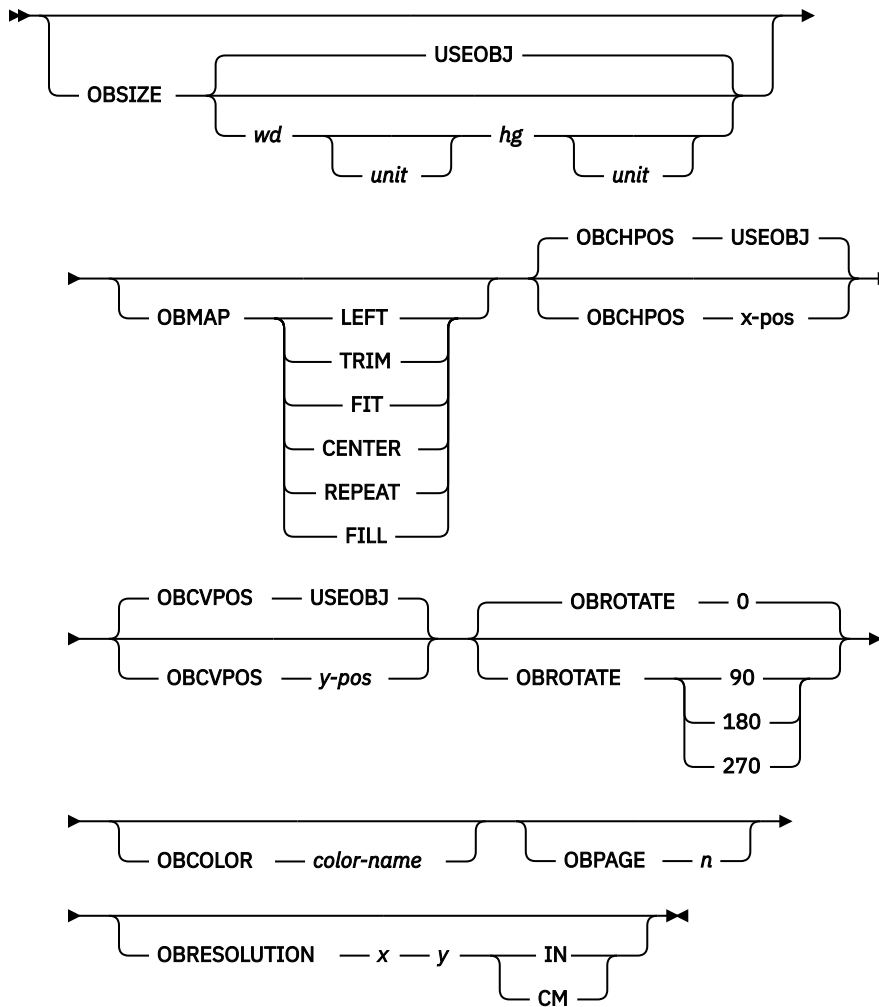 USEOBJ
OBSIZE
wd hg
unit unit
OBCHPOS USEOBJ
OBMAP LEFT OBCHPOS x-pos
TRIM
FIT
CENTER
REPEAT
FILL
OBCVPOS USEOBJ OBROTATE 0
OBCVPOS y-pos OBROTATE 90
180
270
OBCOLOR color-name OBPAGE n
OBRESOLUTION x y IN
CM